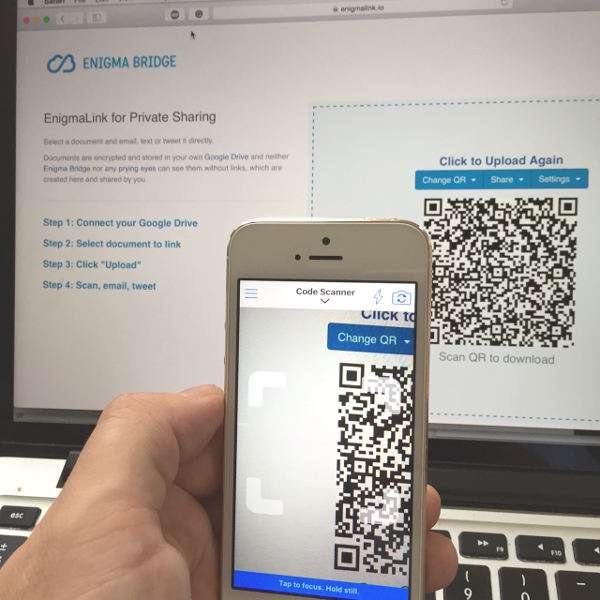 Safari File Edit
enigmalink.io
ENIGMA BRIDGE
EnigmaLink for Private Sharing
Select a document and email, text or tweet it directly.
Documents are encrypted and stored in your own Google Drive and neither
Enigma Bridge nor any prying eyes can see them without links, which are
created here and shared by you.
Step 1: Connect your Google Drive
Step 2: Select document to link
Step 3: Click "Upload"
Step 4: Scan, email, tweet
Click to Upload Again
Change QR Share Settings
Scan QR to download
Code Scanner
Click to
Change QR
Tap to focus. Hold still.
esc
F9
F10
(
9
)
0